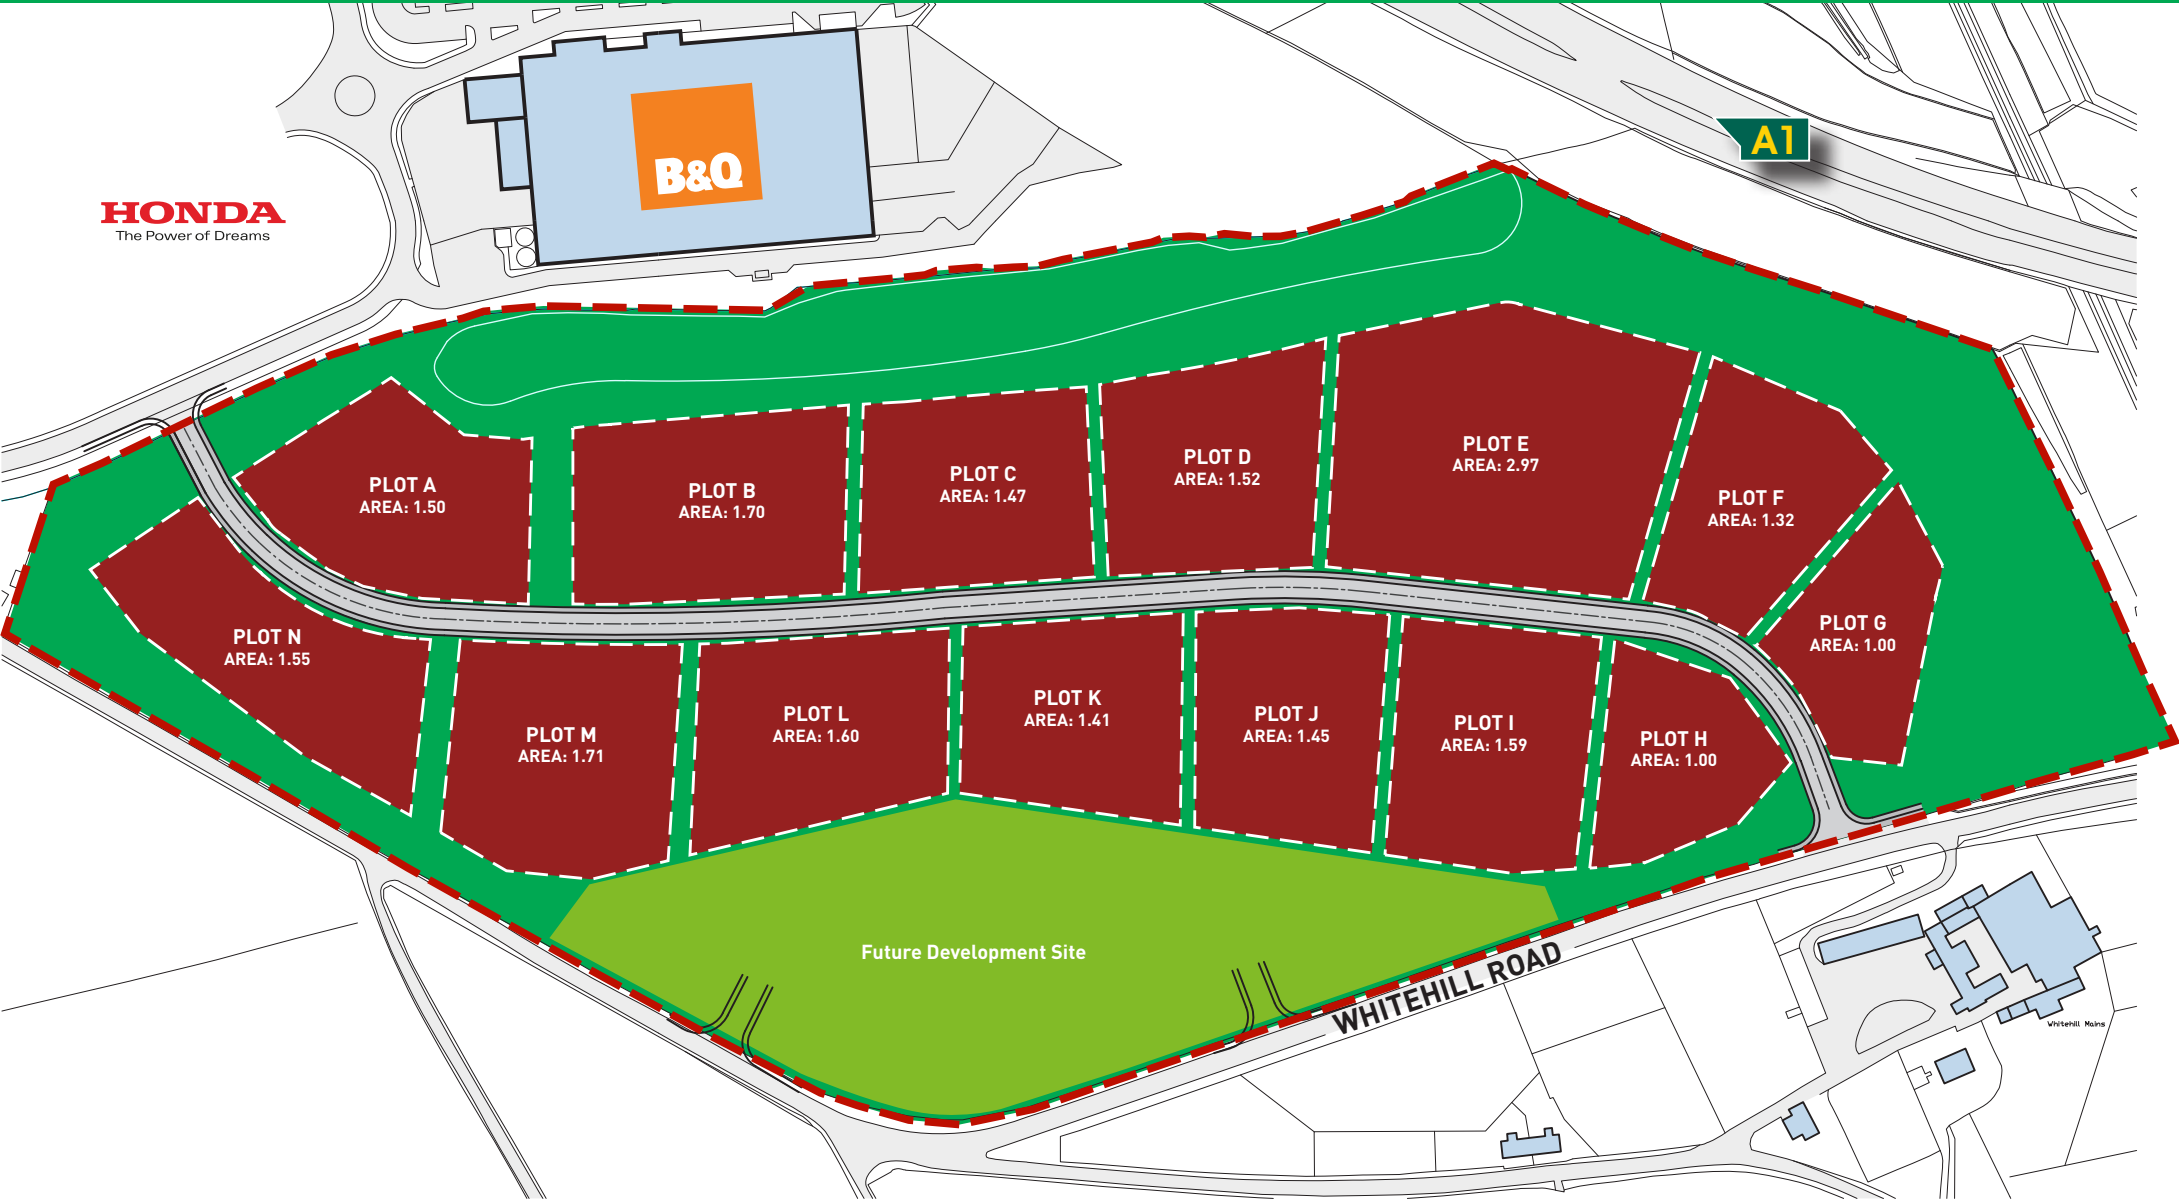 B&Q
A1
HONDA
The Power of Dreams
PLOT A
AREA: 1.50
PLOT B
AREA: 1.70
PLOT C
AREA: 1.47
PLOT D
AREA: 1.52
PLOT E
AREA: 2.97
PLOT F
AREA: 1.32
PLOT G
AREA: 1.00
PLOT N
AREA: 1.55
PLOT M
AREA: 1.71
PLOT L
AREA: 1.60
PLOT K
AREA: 1.41
PLOT J
AREA: 1.45
PLOT I
AREA: 1.59
PLOT H
AREA: 1.00
Future Development Site
WHITEHILL ROAD
Whitehill Mains